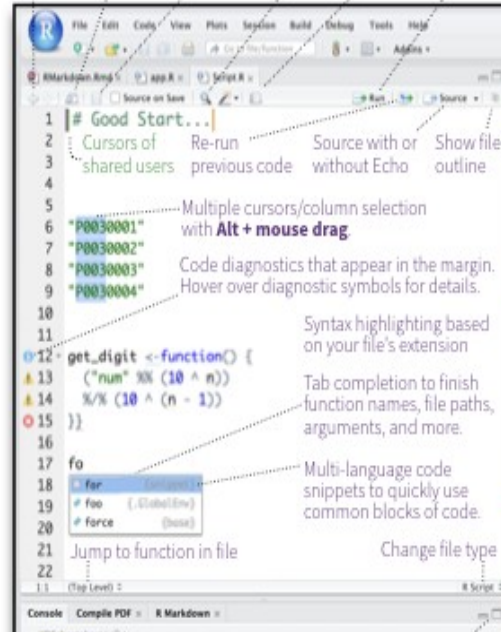 File Edit Code View Plots Session Build Debug Tools Help
Go to file/function Addins
RMarkdown.Rmd app.R Script.R
Source on Save Run Source
1 # Good Start...
2 Cursors of Re-run Source with or Show file
3 shared users previous code without Echo outline
4
5
Multiple cursors/column selection
6 "P0030001" with Alt + mouse drag.
7 "P0030002"
8 "P0030003" Code diagnostics that appear in the margin.
9 "P0030004" Hover over diagnostic symbols for details.
10
11 Syntax highlighting based
12 get_digit <-function() { on your file's extension
13 ("num" %% (10 ^ n))
14 %/% (10 ^ (n - 1)) Tab completion to finish
15 }} function names, file paths,
16 arguments, and more.
17 fo
18 for {snippet} Multi-language code
19 foo {.GlobalEnv} snippets to quickly use
20 force {base} common blocks of code.
21 Jump to function in file Change file type
22
1:1 (Top Level) R Script
Console Compile PDF R Markdown